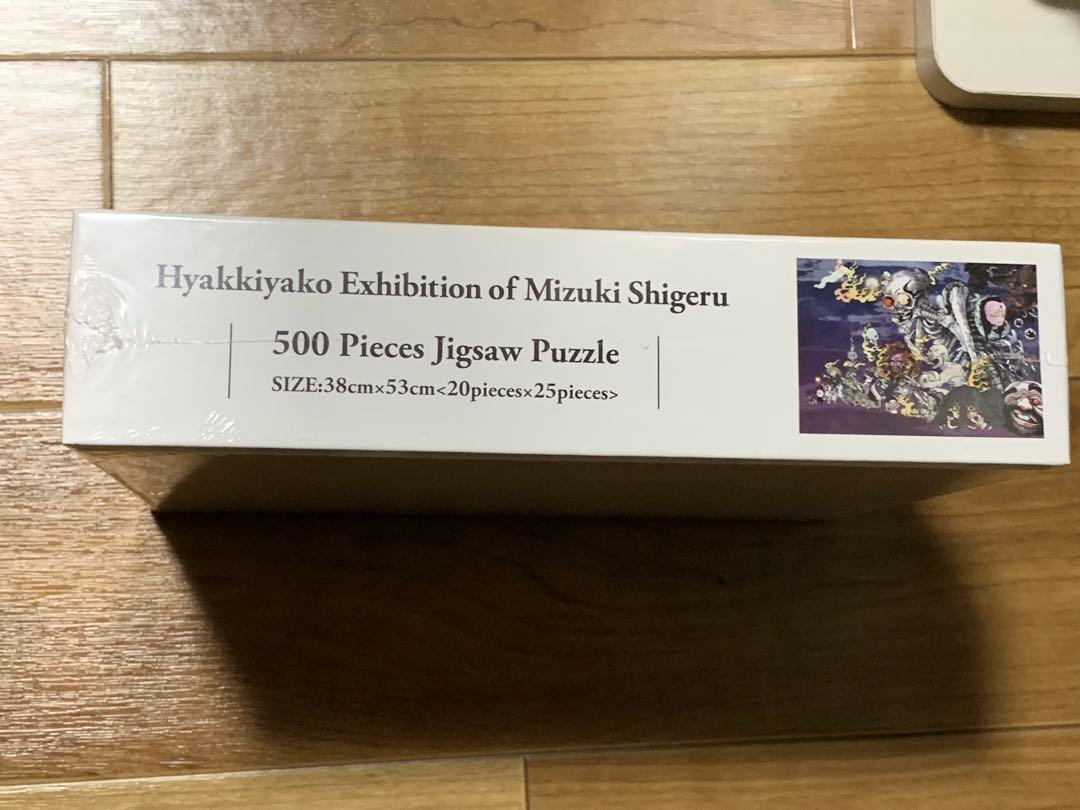 Hyakkiyako Exhibition of Mizuki Shigeru
500 Pieces Jigsaw Puzzle
SIZE:38cm×53cm<20pieces×25pieces>